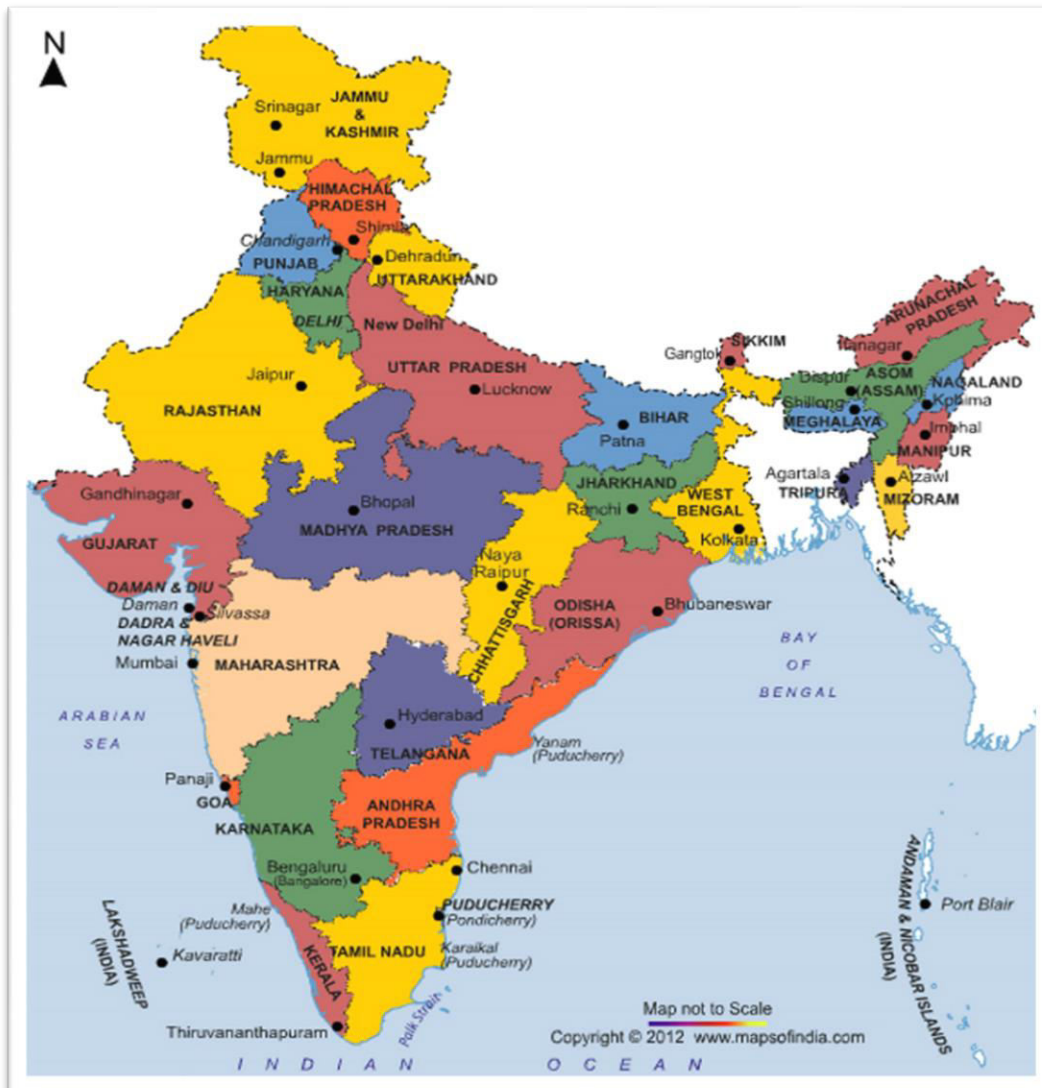 N
JAMMU
&
KASHMIR
Srinagar
Jammu
HIMACHAL
PRADESH
Shimla
Chandigarh
PUNJAB
Dehradun
UTTARAKHAND
HARYANA
DELHI
New Delhi
UTTAR PRADESH
Lucknow
Jaipur
RAJASTHAN
ARUNACHAL
PRADESH
Itanagar
SIKKIM
Gangtok
Dispur
ASOM
(ASSAM)
NAGALAND
Kohima
Shillong
MEGHALAYA
Imphal
MANIPUR
Agartala
TRIPURA
Aizawl
MIZORAM
BIHAR
Patna
JHARKHAND
Ranchi
WEST
BENGAL
Kolkata
Gandhinagar
GUJARAT
Bhopal
MADHYA PRADESH
Naya
Raipur
CHHATTISGARH
ODISHA
(ORISSA)
Bhubaneswar
DAMAN & DIU
Daman
Silvassa
DADRA &
NAGAR HAVELI
Mumbai
MAHARASHTRA
BAY
OF
BENGAL
ARABIAN
SEA
Hyderabad
TELANGANA
Yanam
(Puducherry)
Panaji
GOA
KARNATAKA
ANDHRA
PRADESH
Bengaluru
(Bangalore)
Chennai
Mahe
(Puducherry)
PUDUCHERRY
(Pondicherry)
TAMIL NADU
Karaikal
(Puducherry)
KERALA
LAKSHADWEEP
(INDIA)
Kavaratti
Thiruvananthapuram
Palk Strait
ANDAMAN & NICOBAR ISLANDS
(INDIA)
Port Blair
Map not to Scale
Copyright © 2012 www.mapsofindia.com
INDIAN OCEAN